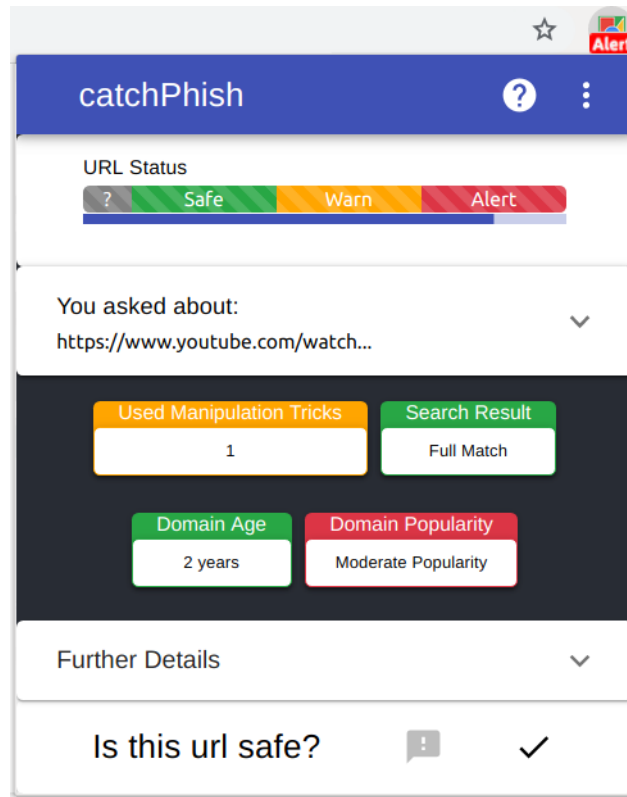 Alert
catchPhish
?
URL Status
? Safe Warn Alert
You asked about:
https://www.youtube.com/watch...
Used Manipulation Tricks Search Result
1 Full Match
Domain Age Domain Popularity
2 years Moderate Popularity
Further Details
Is this url safe?
!